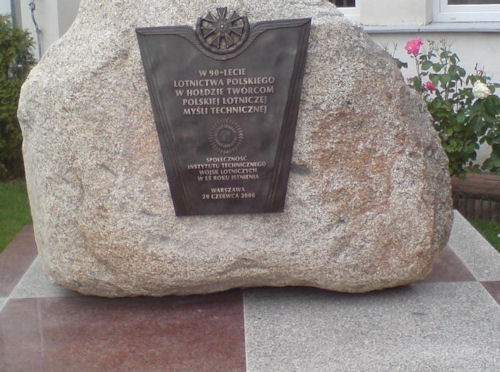 W 90-LECIE
LOTNICTWA POLSKIEGO
W HOŁDZIE TWÓRCOM
POLSKIEJ LOTNICZEJ
MYŚLI TECHNICZNEJ
SPOŁECZNOŚĆ
INSTYTUTU TECHNICZNEGO
WOJSK LOTNICZYCH
W 55 ROKU ISTNIENIA
WARSZAWA
20 CZERWCA 2008